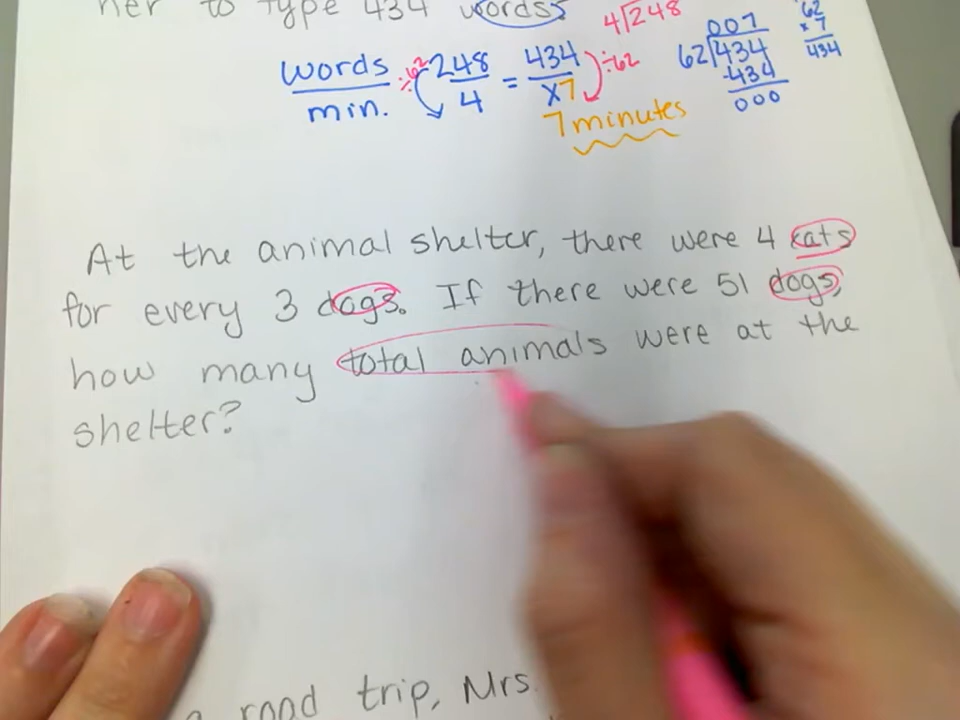 her to type 434 words?
words/min. ÷62 248/4 = 434/x7 ÷62
7 minutes
4)248
007
62)434
-434
000
62
x 7
434
At the animal shelter, there were 4 cats
for every 3 dogs. If there were 51 dogs,
how many total animals were at the
shelter?
road trip, Mrs.